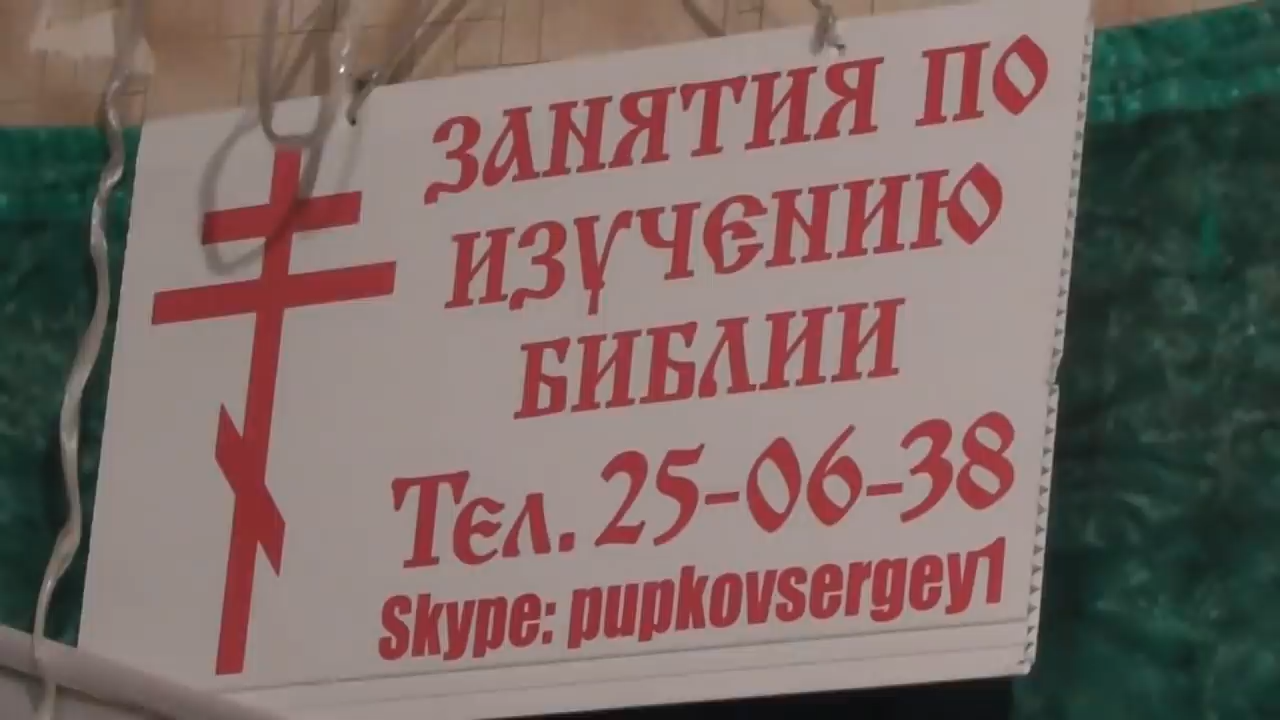 ЗАНЯТИЯ ПО
ИЗУЧЕНИЮ
БИБЛИИ
Тел. 25-06-38
Skype: pupkovsergey1